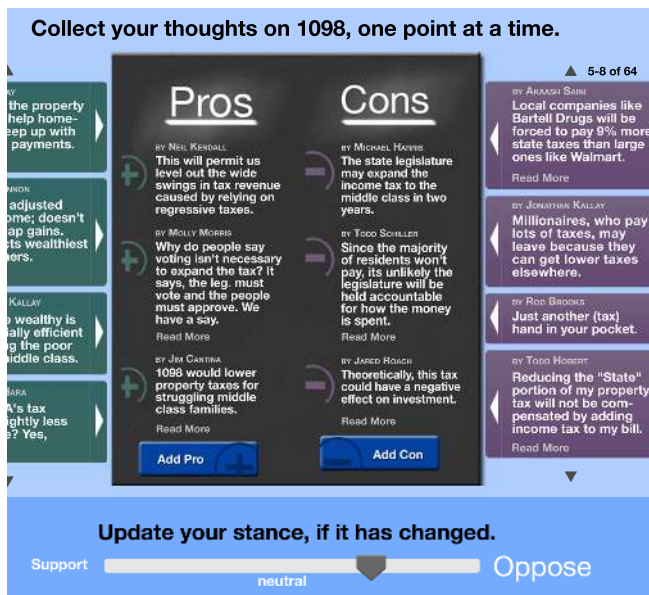 Collect your thoughts on 1098, one point at a time.
5-8 of 64
the property
help home-
eep up with
payments.
NNON
adjusted
ome; doesn't
ap gains.
cts wealthiest
ners.
KALLAY
e wealthy is
ially efficient
g the poor
middle class.
HARA
A's tax
ightly less
e? Yes,
Pros
BY NEIL KENDALL
This will permit us
level out the wide
swings in tax revenue
caused by relying on
regressive taxes.
BY MOLLY MORRIS
Why do people say
voting isn't necessary
to expand the tax? It
says, the leg. must
vote and the people
must approve. We
have a say.
Read More
BY JIM CANTINA
1098 would lower
property taxes for
struggling middle
class families.
Read More
Add Pro
Cons
BY MICHAEL HARRIS
The state legislature
may expand the
income tax to the
middle class in two
years.
BY TODD SCHILLER
Since the majority
of residents won't
pay, its unlikely the
legislature will be
held accountable
for how the money
is spent.
Read More
BY JARED ROACH
Theoretically, this tax
could have a negative
effect on investment.
Read More
Add Con
BY AKAASH SAINI
Local companies like
Bartell Drugs will be
forced to pay 9% more
state taxes than large
ones like Walmart.
Read More
BY JONATHAN KALLAY
Millionaires, who pay
lots of taxes, may
leave because they
can get lower taxes
elsewhere.
BY ROD BROOKS
Just another (tax)
hand in your pocket.
BY TODD HOBERT
Reducing the "State"
portion of my property
tax will not be com-
pensated by adding
income tax to my bill.
Read More
Update your stance, if it has changed.
Support
neutral
Oppose